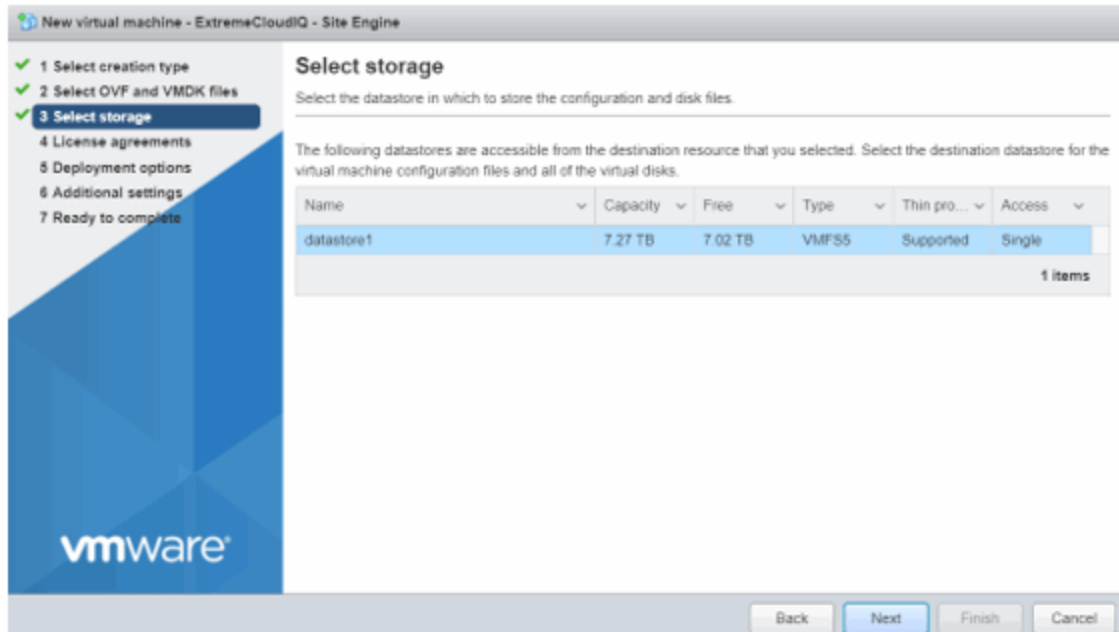 New virtual machine - ExtremeCloudIQ - Site Engine
1 Select creation type
2 Select OVF and VMDK files
3 Select storage
4 License agreements
5 Deployment options
6 Additional settings
7 Ready to complete
vmware®
Select storage
Select the datastore in which to store the configuration and disk files.
The following datastores are accessible from the destination resource that you selected. Select the destination datastore for the
virtual machine configuration files and all of the virtual disks.
Name Capacity Free Type Thin pro... Access
datastore1 7.27 TB 7.02 TB VMFS5 Supported Single
1 items
Back Next Finish Cancel